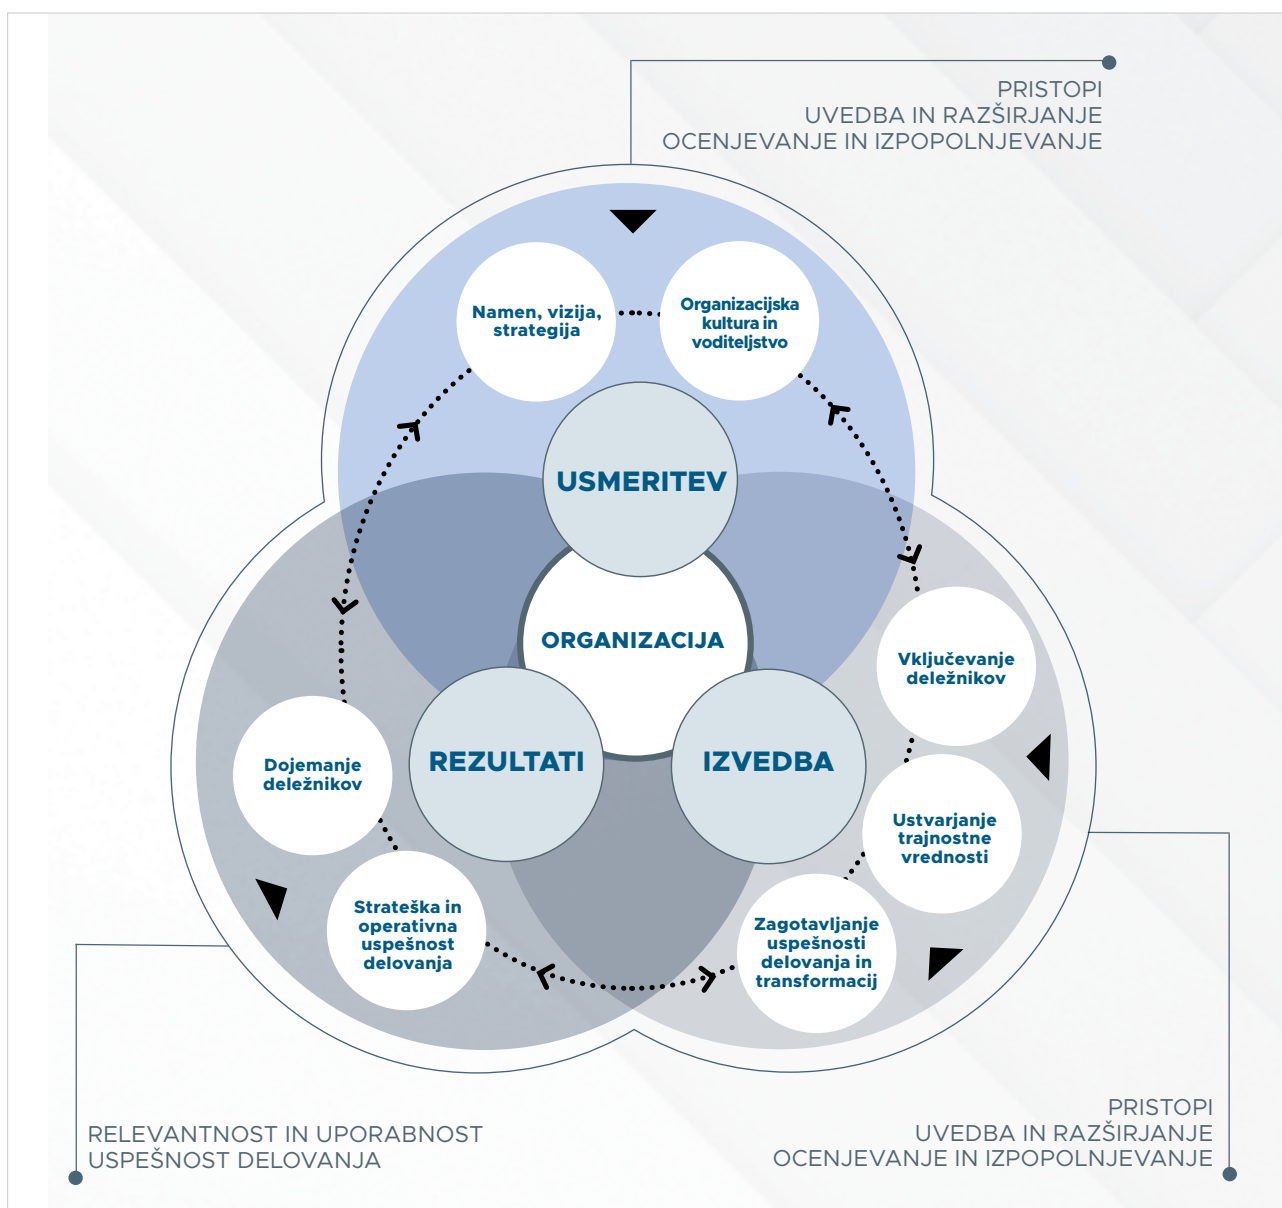 PRISTOPI
UVEDBA IN RAZŠIRJANJE
OCENJEVANJE IN IZPOPOLNJEVANJE
Namen, vizija,
strategija
Organizacijska
kultura in
voditeljstvo
USMERITEV
ORGANIZACIJA
Vključevanje
deležnikov
REZULTATI
IZVEDBA
Dojemanje
deležnikov
Ustvarjanje
trajnostne
vrednosti
Strateška in
operativna
uspešnost
delovanja
Zagotavljanje
uspešnosti
delovanja in
transformacij
RELEVANTNOST IN UPORABNOST
USPEŠNOST DELOVANJA
PRISTOPI
UVEDBA IN RAZŠIRJANJE
OCENJEVANJE IN IZPOPOLNJEVANJE